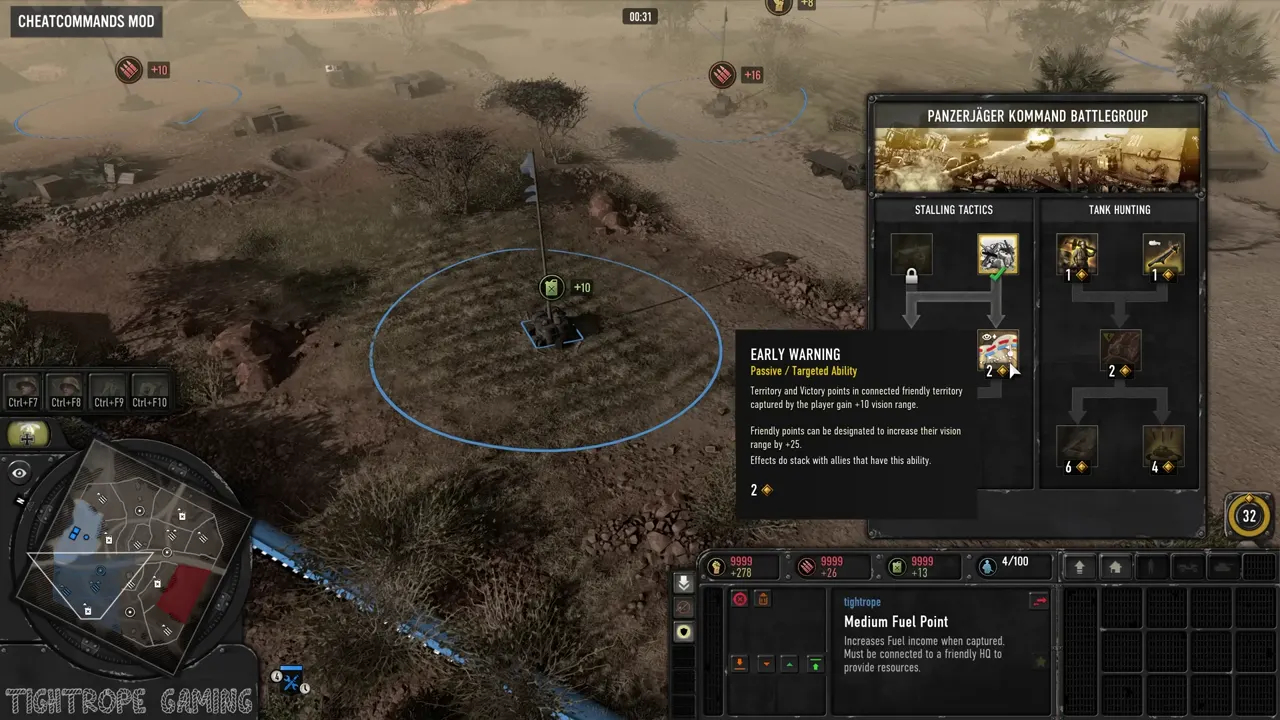 CHEATCOMMANDS MOD
00:31
+8
+10
+16
PANZERJÄGER KOMMAND BATTLEGROUP
STALLING TACTICS
TANK HUNTING
1
1
+10
EARLY WARNING
Passive / Targeted Ability
Territory and Victory points in connected friendly territory
captured by the player gain +10 vision range.
Friendly points can be designated to increase their vision
range by +25.
Effects do stack with allies that have this ability.
2
2
2
6
4
Ctrl+F7
Ctrl+F8
Ctrl+F9
Ctrl+F10
N
32
9999
+278
9999
+26
9999
+13
4/100
tightrope
Medium Fuel Point
Increases Fuel income when captured.
Must be connected to a friendly HQ to
provide resources.
4
TIGHTROPE GAMING